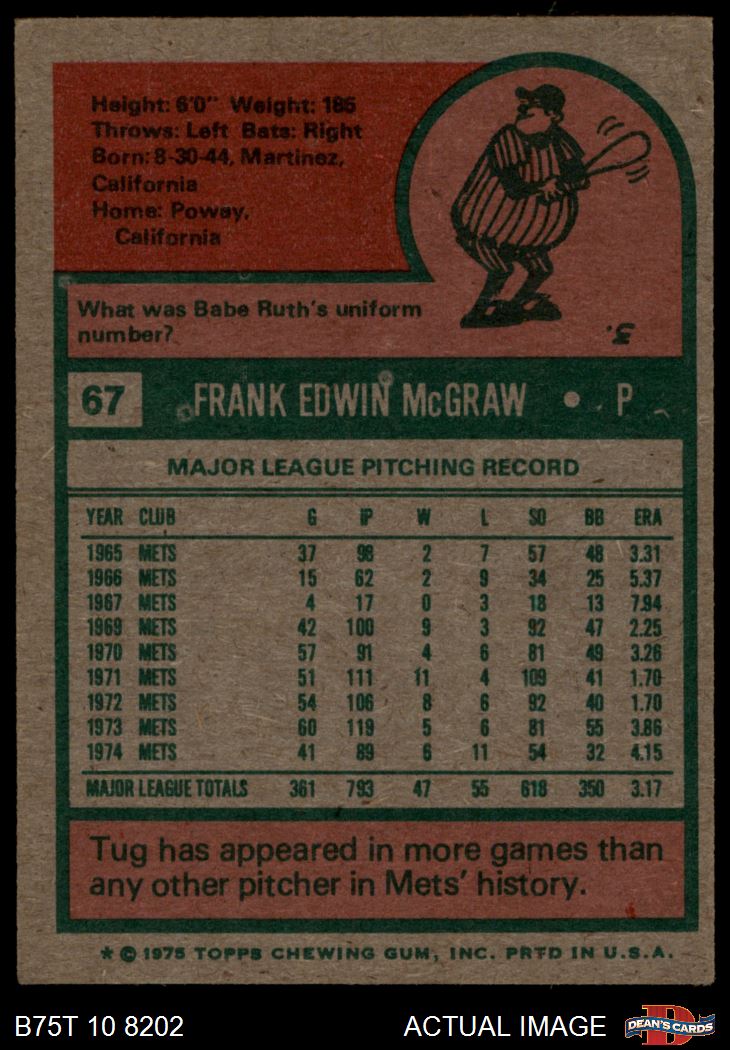 Height: 6'0" Weight: 185
Throws: Left Bats: Right
Born: 8-30-44, Martinez,
California
Home: Poway,
California
What was Babe Ruth's uniform
number?
3.
67 FRANK EDWIN McGRAW • P
MAJOR LEAGUE PITCHING RECORD
YEAR CLUB G IP W L SO BB ERA
1965 METS 37 98 2 7 57 48 3.31
1966 METS 15 62 2 9 34 25 5.37
1967 METS 4 17 0 3 18 13 7.94
1969 METS 42 100 9 3 92 47 2.25
1970 METS 57 91 4 6 81 49 3.26
1971 METS 51 111 11 4 109 41 1.70
1972 METS 54 106 8 6 92 40 1.70
1973 METS 60 119 5 6 81 55 3.86
1974 METS 41 89 6 11 54 32 4.15
MAJOR LEAGUE TOTALS 361 793 47 55 618 350 3.17
Tug has appeared in more games than
any other pitcher in Mets' history.
* © 1975 TOPPS CHEWING GUM, INC. PRTD IN U.S.A.
B75T 10 8202 ACTUAL IMAGE DEAN'S CARDS